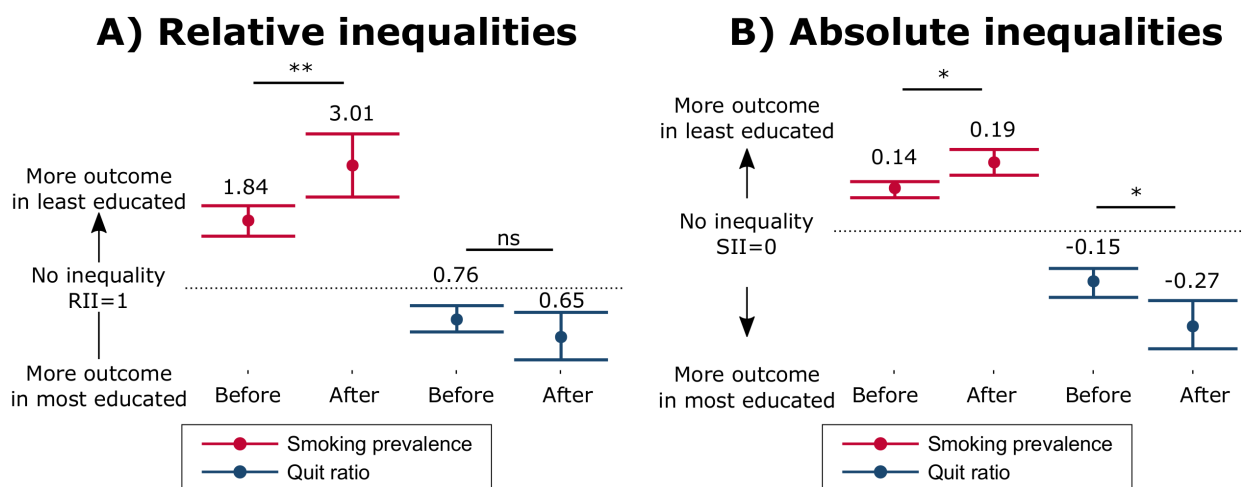 A) Relative inequalities
**
3.01
1.84
More outcome
in least educated
No inequality
RII=1
ns
0.76
0.65
More outcome
in most educated
Before
After
Before
After
Smoking prevalence
Quit ratio
B) Absolute inequalities
*
More outcome
in least educated
0.19
0.14
No inequality
SII=0
*
-0.15
-0.27
More outcome
in most educated
Before
After
Before
After
Smoking prevalence
Quit ratio